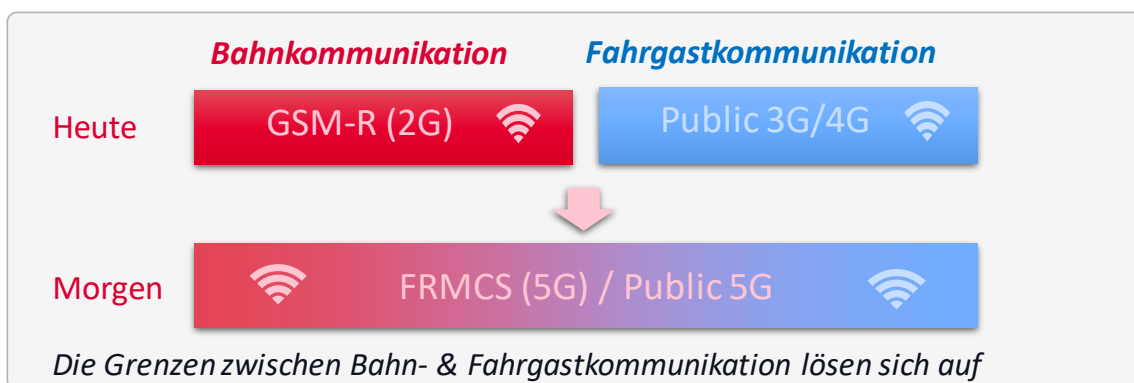 Bahnkommunikation Fahrgastkommunikation
Heute GSM-R (2G) Public 3G/4G
Morgen FRMCS (5G) / Public 5G
Die Grenzen zwischen Bahn- & Fahrgastkommunikation lösen sich auf